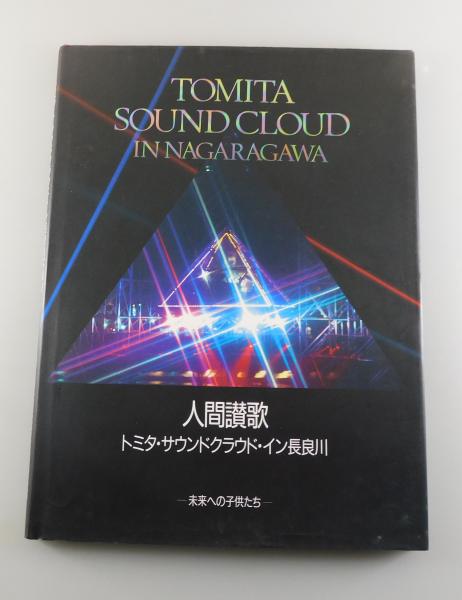 TOMITA
SOUND CLOUD
IN NAGARAGAWA
人間讃歌
トミタ・サウンドクラウド・イン長良川
—未来への子供たち—